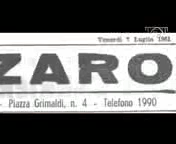 Venerdì 7 Luglio 1961
ZARO
- Piazza Grimaldi, n. 4 - Telefono 1990